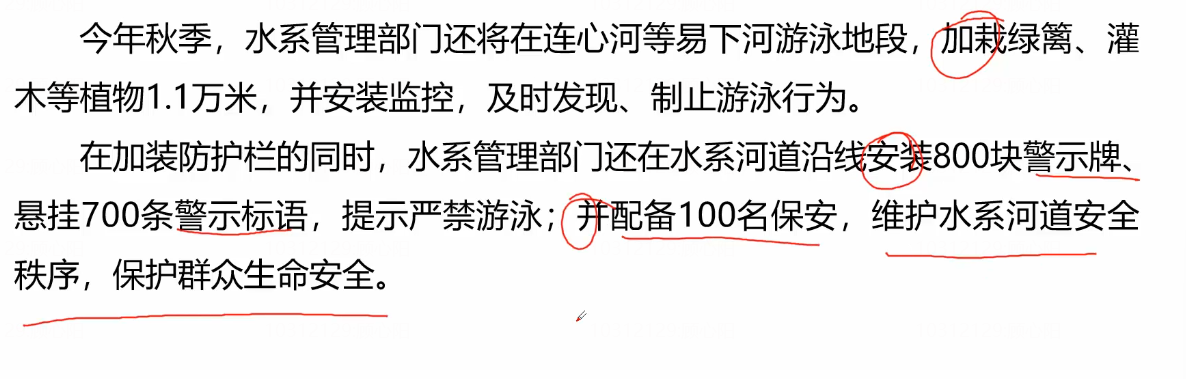 今年秋季，水系管理部门还将在连心河等易下河游泳地段，加栽绿篱、灌
木等植物1.1万米，并安装监控，及时发现、制止游泳行为。
在加装防护栏的同时，水系管理部门还在水系河道沿线安装800块警示牌、
悬挂700条警示标语，提示严禁游泳；并配备100名保安，维护水系河道安全
秩序，保护群众生命安全。